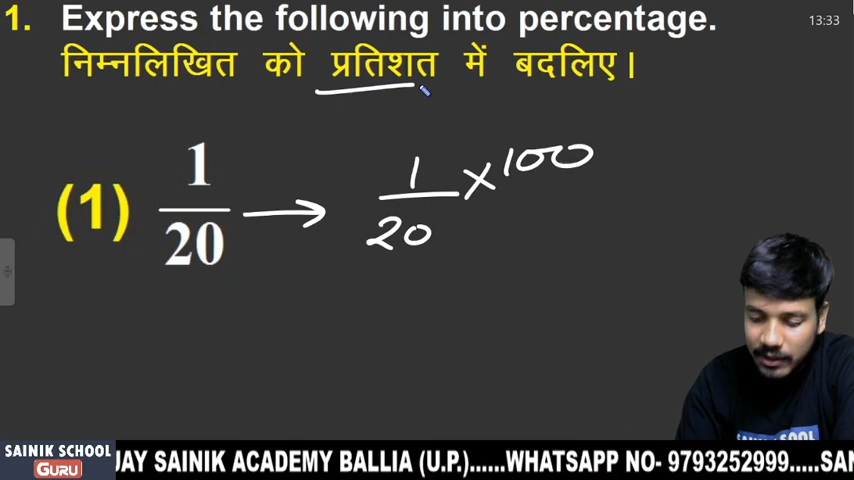 1. Express the following into percentage.
13:33
निम्नलिखित को प्रतिशत में बदलिए।
(1) 1/20 → 1/20 × 100
SAINIK SCHOOL
GURU
JAY SAINIK ACADEMY BALLIA (U.P.)......WHATSAPP NO- 9793252999.....SAN